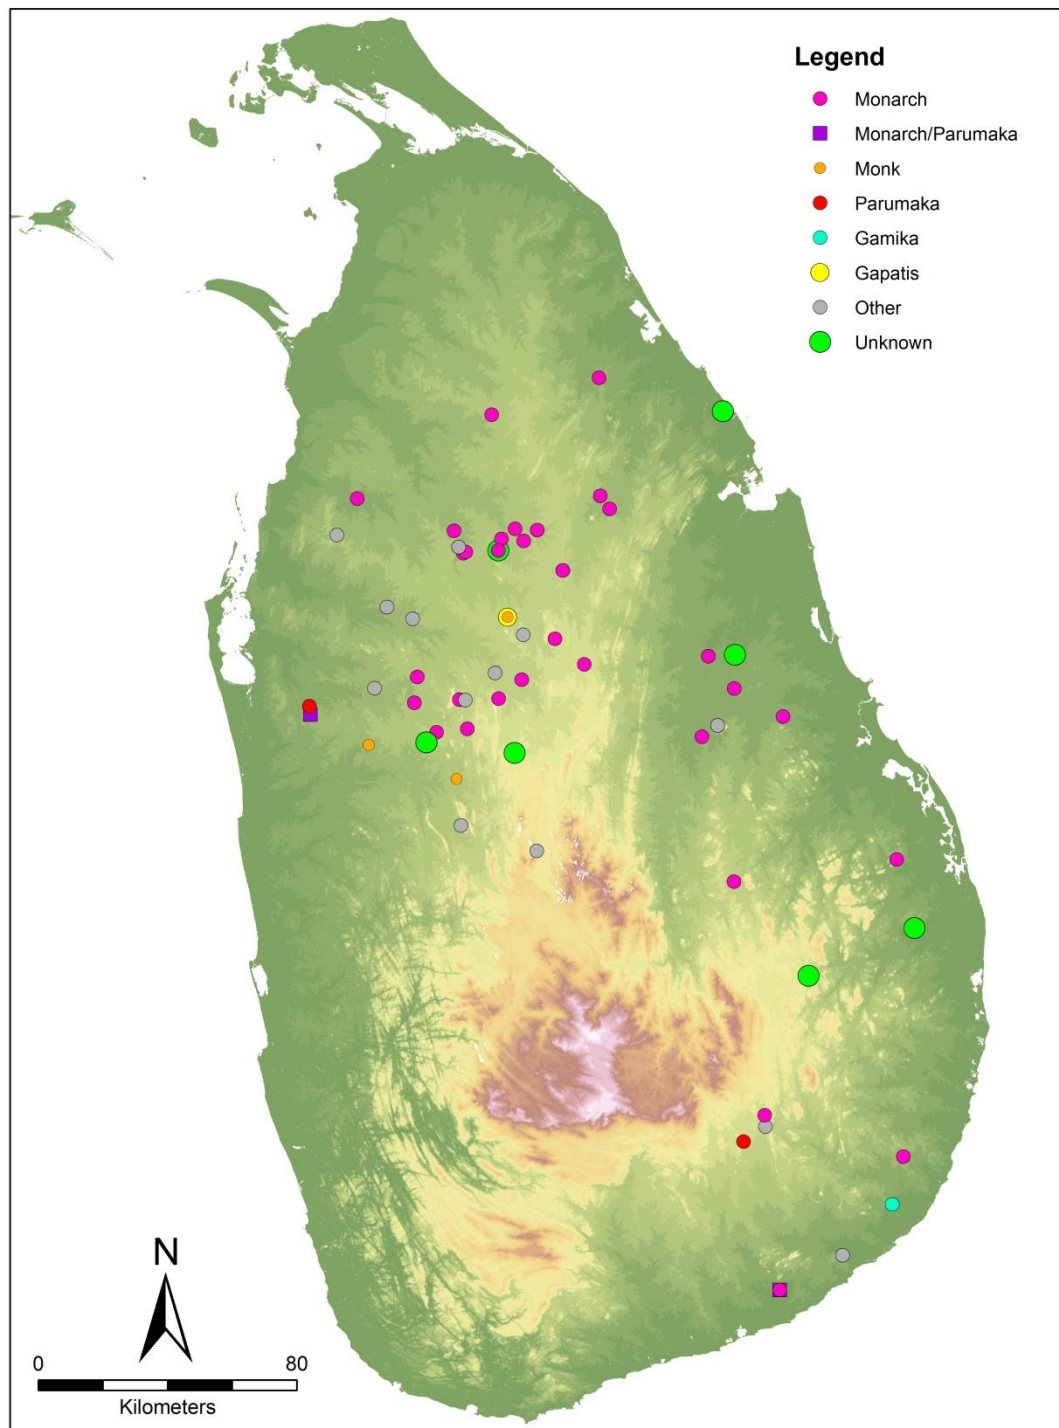 Legend
Monarch
Monarch/Parumaka
Monk
Parumaka
Gamika
Gapatis
Other
Unknown
N
0 80
Kilometers